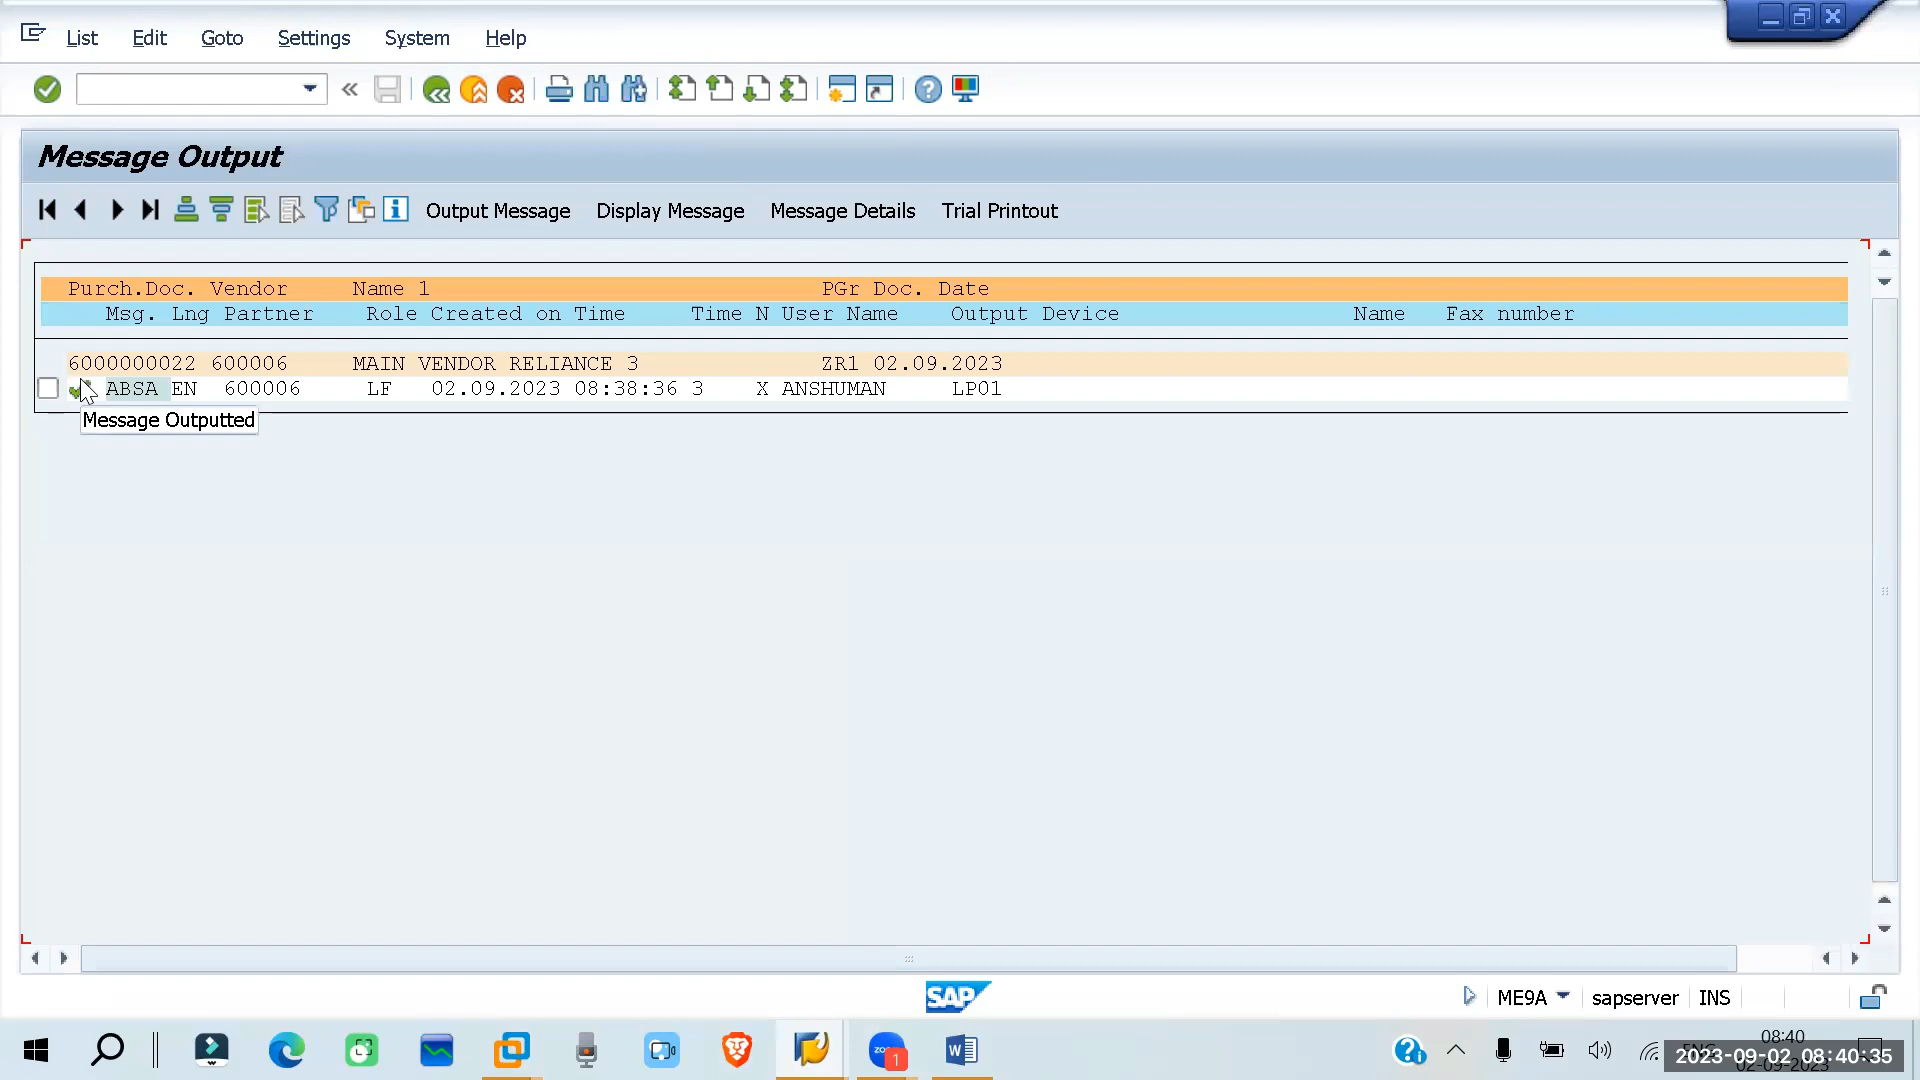 List Edit Goto Settings System Help
Message Output
Output Message Display Message Message Details Trial Printout
Purch.Doc. Vendor Name 1 PGr Doc. Date
Msg. Lng Partner Role Created on Time Time N User Name Output Device Name Fax number
6000000022 600006 MAIN VENDOR RELIANCE 3 ZR1 02.09.2023
ABSA EN 600006 LF 02.09.2023 08:38:36 3 X ANSHUMAN LP01
Message Outputted
SAP ME9A sapserver INS
zoom 1 08:40
2023-09-02 08:40:35